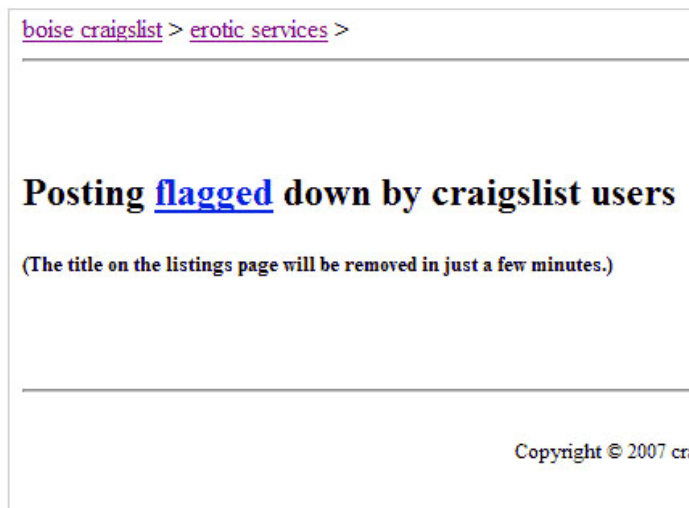 boise craigslist > erotic services >
Posting flagged down by craigslist users
(The title on the listings page will be removed in just a few minutes.)
Copyright © 2007